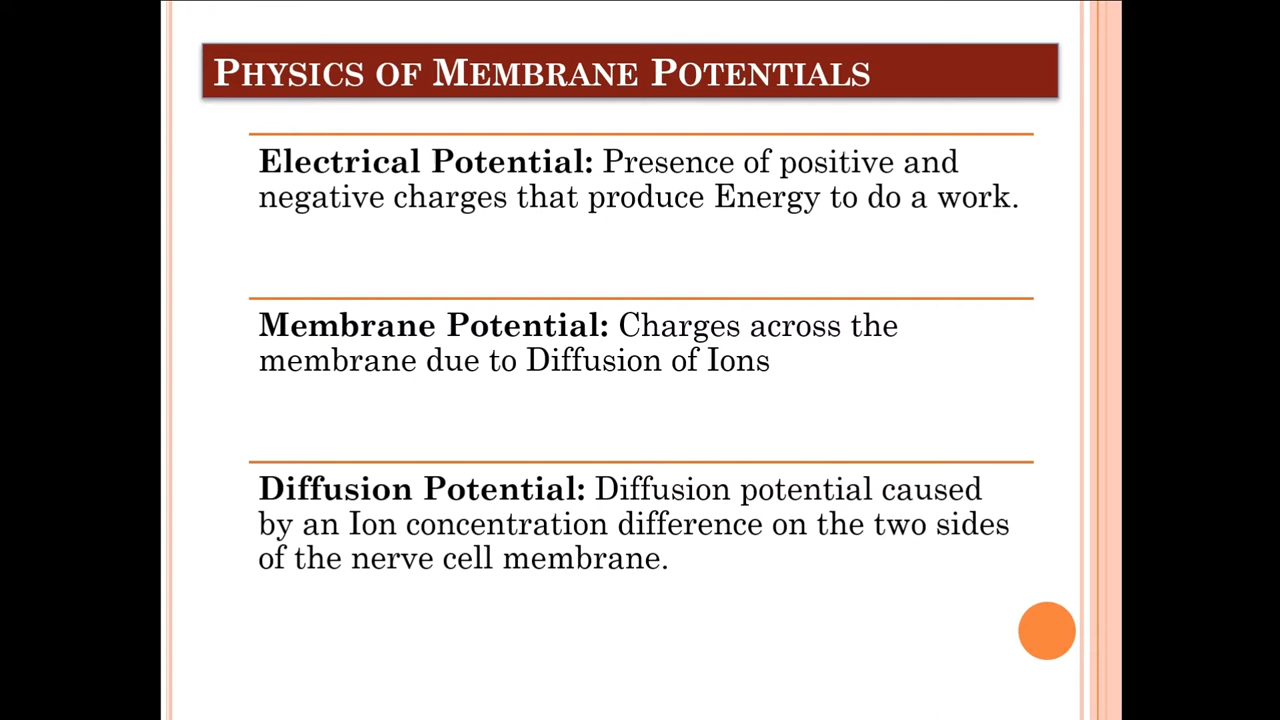 PHYSICS OF MEMBRANE POTENTIALS
Electrical Potential: Presence of positive and
negative charges that produce Energy to do a work.
Membrane Potential: Charges across the
membrane due to Diffusion of Ions
Diffusion Potential: Diffusion potential caused
by an Ion concentration difference on the two sides
of the nerve cell membrane.